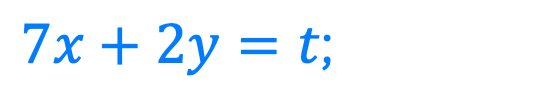 7x + 2y = t;